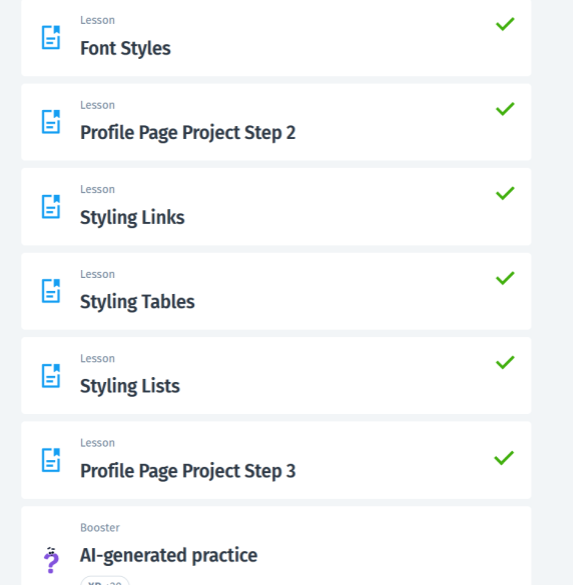 Lesson
Font Styles
Lesson
Profile Page Project Step 2
Lesson
Styling Links
Lesson
Styling Tables
Lesson
Styling Lists
Lesson
Profile Page Project Step 3
Booster
AI-generated practice